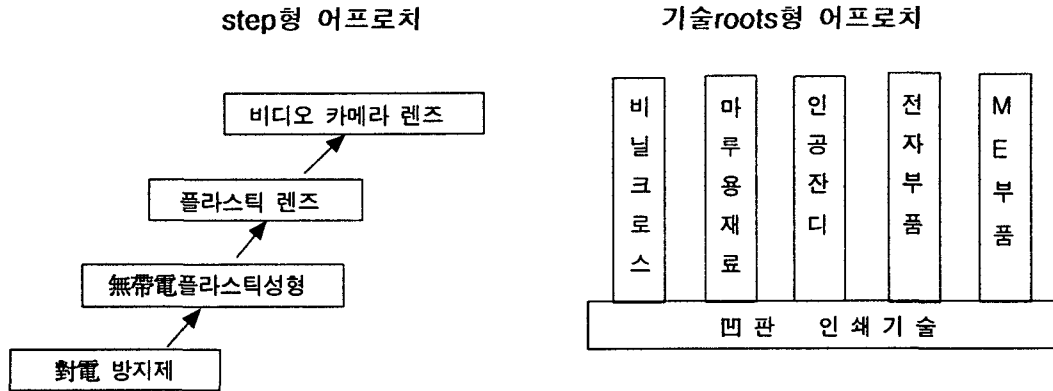 step형 어프로치
비디오 카메라 렌즈
플라스틱 렌즈
無帶電플라스틱성형
對電 방지제
기술roots형 어프로치
비닐크로스
마루용재료
인공잔디
전자부품
ME부품
凹판 인쇄기술